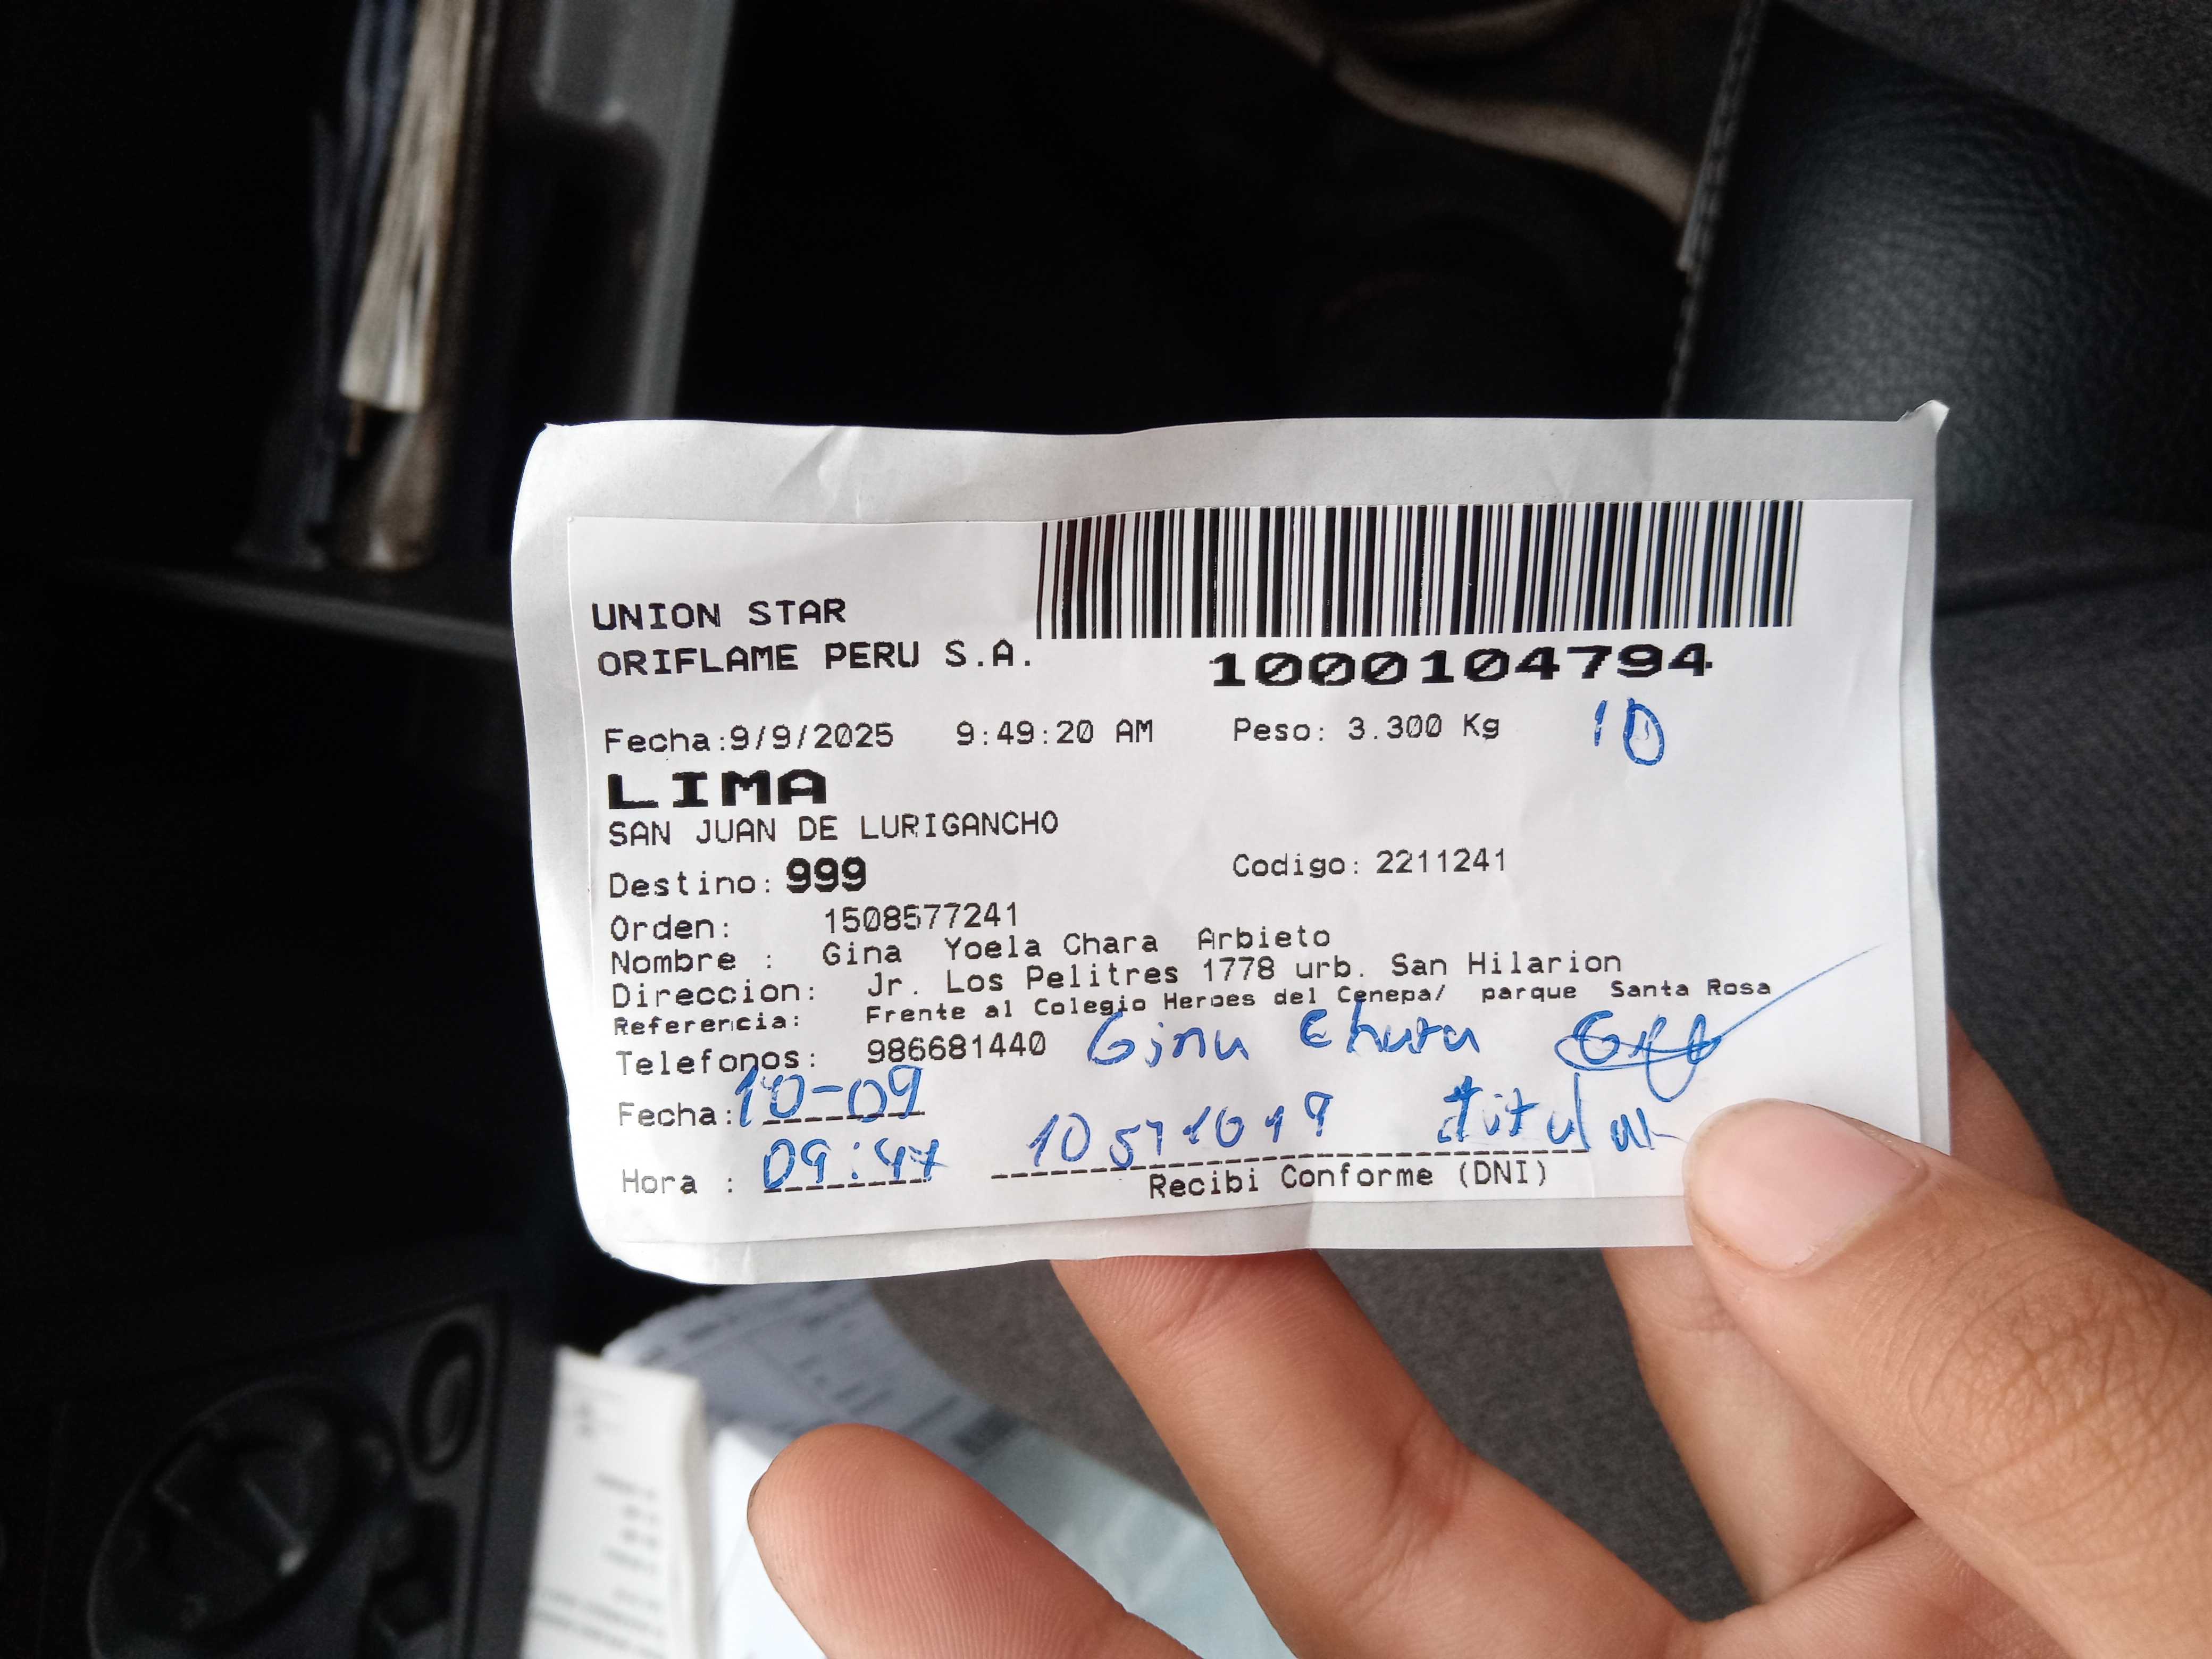 UNION STAR
ORIFLAME PERU S.A.
1000104794
Fecha:9/9/2025 9:49:20 AM Peso: 3.300 Kg 10
LIMA
SAN JUAN DE LURIGANCHO
Destino: 999 Codigo: 2211241
Orden: 1508577241
Nombre : Gina Yoela Chara Arbieto
Direccion: Jr. Los Pelitres 1778 urb. San Hilarion
Referencia: Frente al Colegio Heroes del Cenepa/ parque Santa Rosa
Telefonos: 986681440 Gina Chara
Fecha: 10-09
Hora : 09:47 titular
Recibi Conforme (DNI)